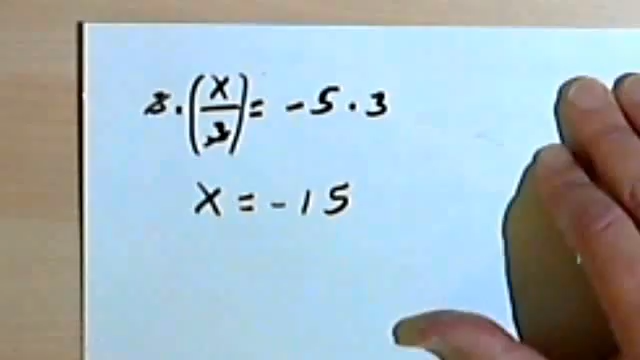 3 · (x/3) = -5 · 3
x = -15